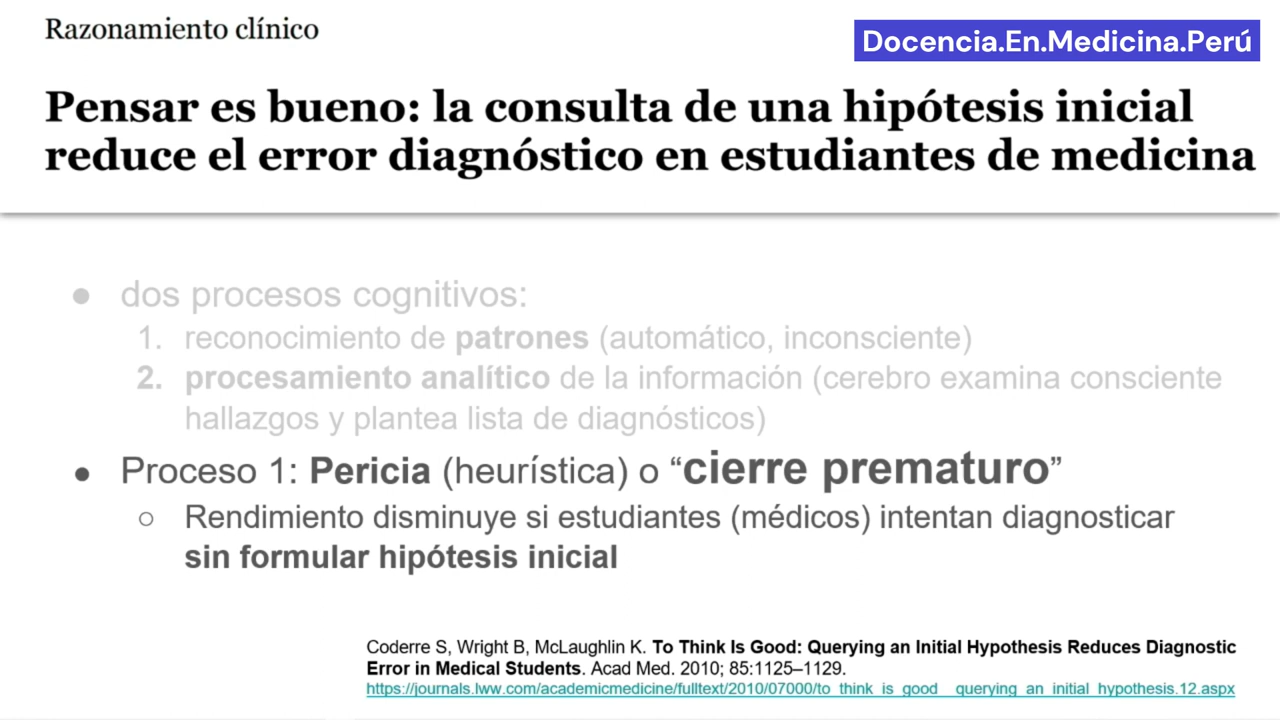 Razonamiento clínico
Docencia.En.Medicina.Perú
Pensar es bueno: la consulta de una hipótesis inicial
reduce el error diagnóstico en estudiantes de medicina
● dos procesos cognitivos:
1. reconocimiento de patrones (automático, inconsciente)
2. procesamiento analítico de la información (cerebro examina consciente
hallazgos y plantea lista de diagnósticos)
● Proceso 1: Pericia (heurística) o “cierre prematuro”
○ Rendimiento disminuye si estudiantes (médicos) intentan diagnosticar
sin formular hipótesis inicial
Coderre S, Wright B, McLaughlin K. To Think Is Good: Querying an Initial Hypothesis Reduces Diagnostic
Error in Medical Students. Acad Med. 2010; 85:1125–1129.
https://journals.lww.com/academicmedicine/fulltext/2010/07000/to_think_is_good__querying_an_initial_hypothesis.12.aspx